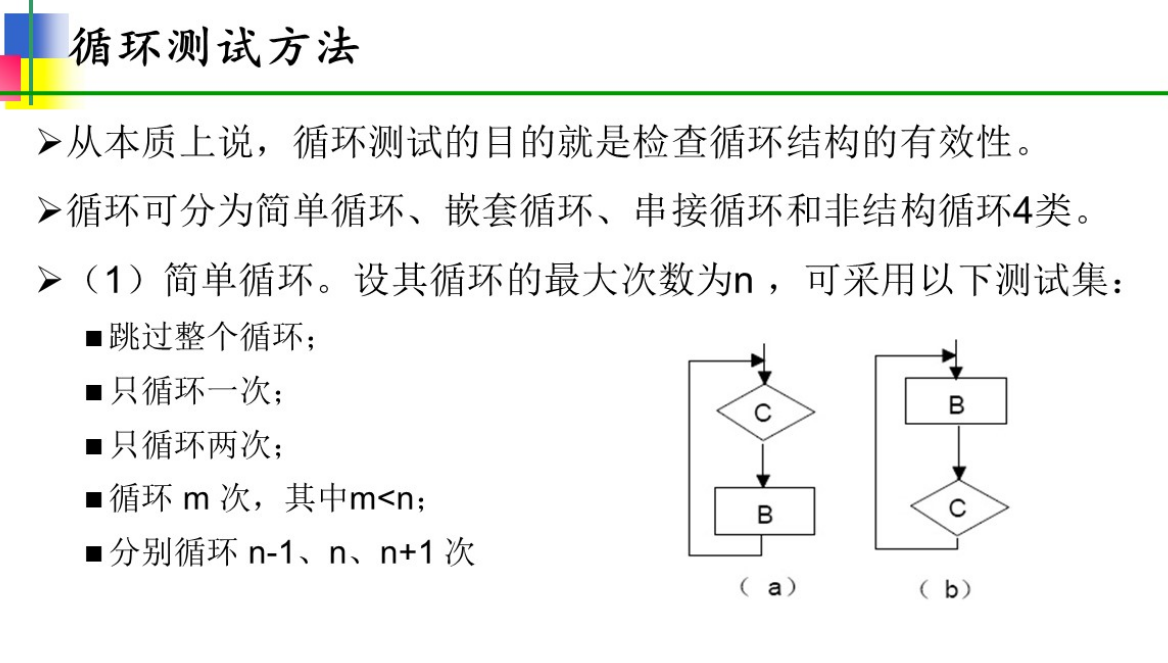 循环测试方法
➢从本质上说，循环测试的目的就是检查循环结构的有效性。
➢循环可分为简单循环、嵌套循环、串接循环和非结构循环4类。
➢（1）简单循环。设其循环的最大次数为n ，可采用以下测试集：
■跳过整个循环；
■只循环一次；
■只循环两次；
■循环 m 次，其中m<n；
■分别循环 n-1、n、n+1 次
C
B
（ a）
B
C
（ b）